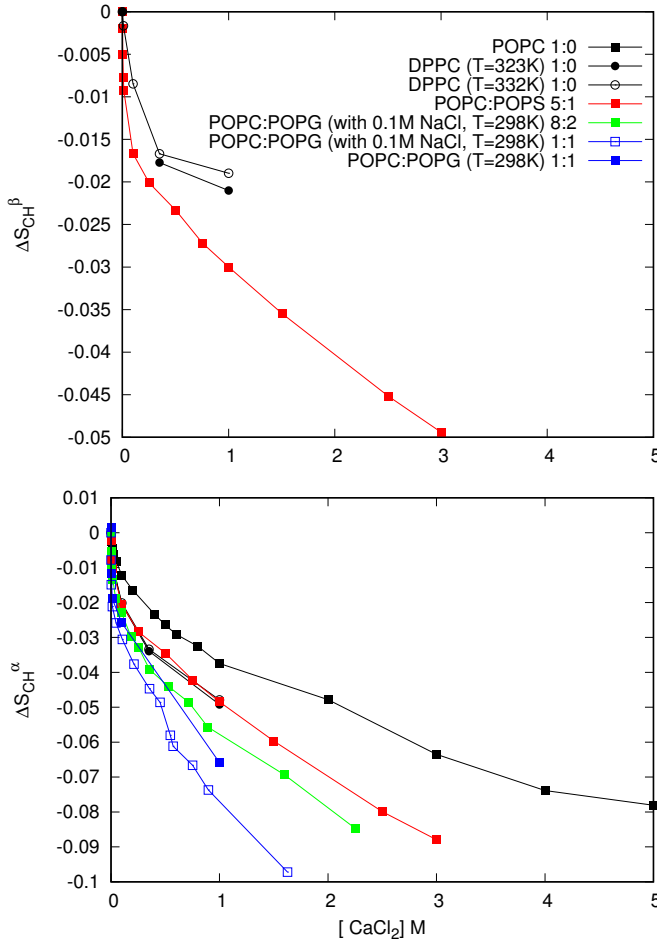 0
-0.005
-0.01
-0.015
-0.02
-0.025
-0.03
-0.035
-0.04
-0.045
-0.05
ΔS_CH^β
POPC 1:0
DPPC (T=323K) 1:0
DPPC (T=332K) 1:0
POPC:POPS 5:1
POPC:POPG (with 0.1M NaCl, T=298K) 8:2
POPC:POPG (with 0.1M NaCl, T=298K) 1:1
POPC:POPG (T=298K) 1:1
0 1 2 3 4 5
0.01
0
-0.01
-0.02
-0.03
-0.04
-0.05
-0.06
-0.07
-0.08
-0.09
-0.1
ΔS_CH^α
0 1 2 3 4 5
[ CaCl₂] M